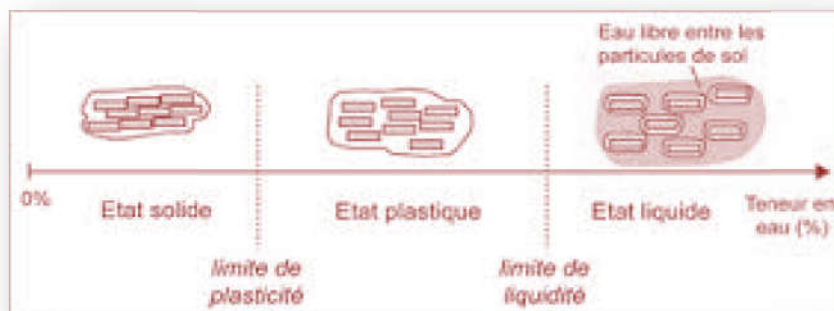 Eau libre entre les
particules de sol
0%
Etat solide
Etat plastique
Etat liquide
Teneur en
eau (%)
limite de
plasticité
limite de
liquidité